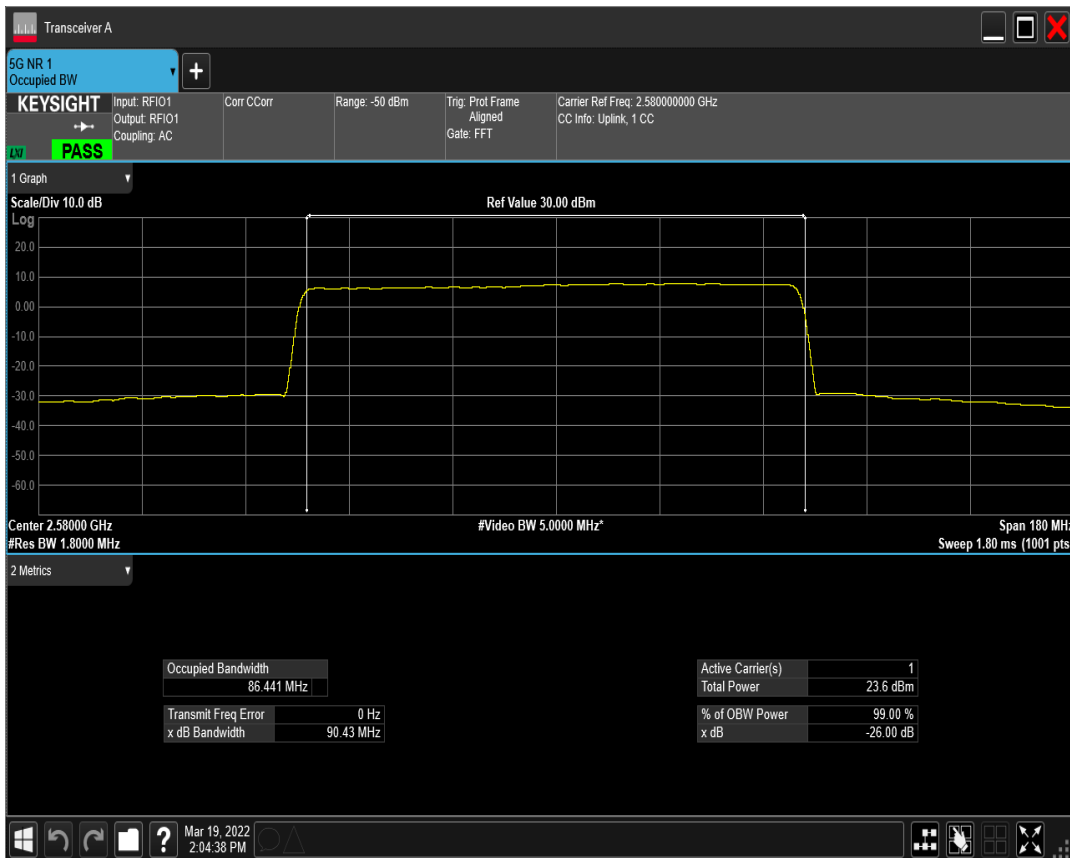 Transceiver A
5G NR 1
Occupied BW
KEYSIGHT
LXI
PASS
Input: RFIO1
Output: RFIO1
Coupling: AC
Corr CCorr
Range: -50 dBm
Trig: Prot Frame
Aligned
Gate: FFT
Carrier Ref Freq: 2.580000000 GHz
CC Info: Uplink, 1 CC
1 Graph
Scale/Div 10.0 dB
Ref Value 30.00 dBm
Log
20.0
10.0
0.00
-10.0
-20.0
-30.0
-40.0
-50.0
-60.0
Center 2.58000 GHz
#Video BW 5.0000 MHz*
Span 180 MHz
#Res BW 1.8000 MHz
Sweep 1.80 ms (1001 pts
2 Metrics
Occupied Bandwidth
86.441 MHz
Transmit Freq Error 0 Hz
x dB Bandwidth 90.43 MHz
Active Carrier(s) 1
Total Power 23.6 dBm
% of OBW Power 99.00 %
x dB -26.00 dB
?
Mar 19, 2022
2:04:38 PM